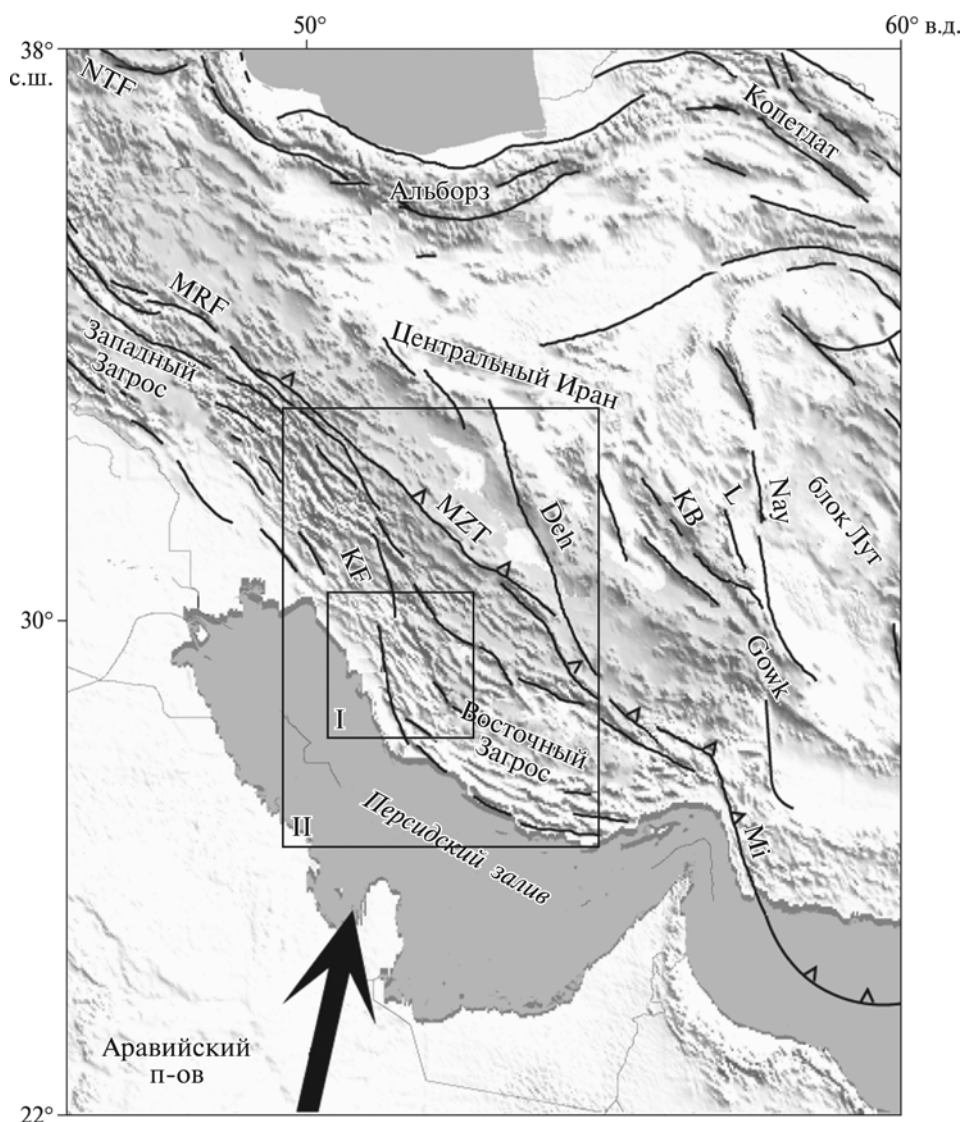 50°
60° в.д.
38°
с.ш.
NTF
Копетдаг
Альборз
MRF
Западный
Загрос
Центральный Иран
MZT
Deh
KB
L
Nay
блок Лут
KF
30°
Gowk
I
Восточный
Загрос
II
Персидский залив
Mi
Аравийский
п-ов
22°